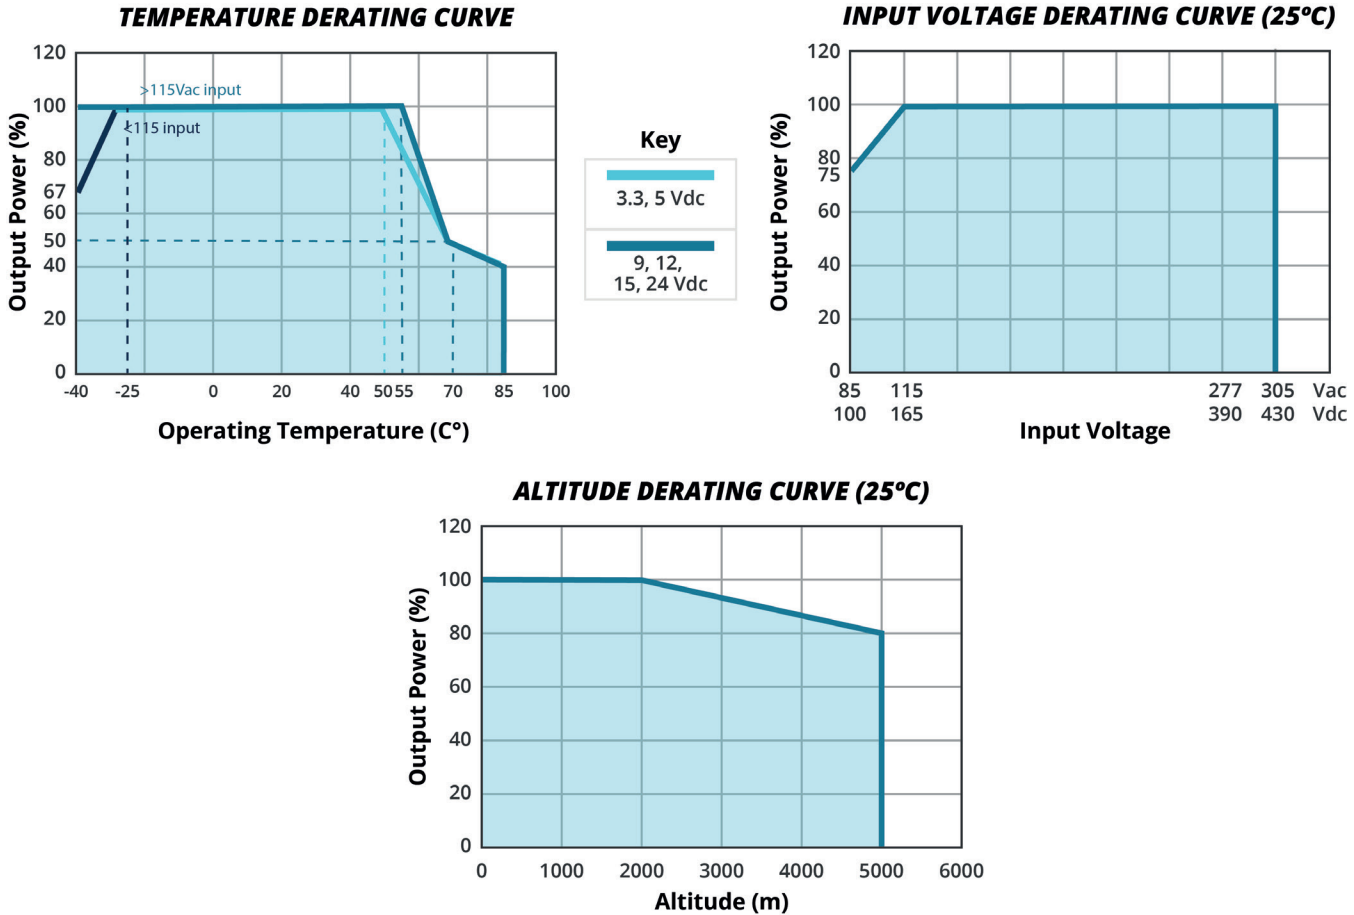 TEMPERATURE DERATING CURVE
Output Power (%)
120
100
80
67
60
50
40
20
0
>115Vac input
<115 input
-40 -25 0 20 40 50 55 70 85 100
Operating Temperature (C°)
Key
3.3, 5 Vdc
9, 12,
15, 24 Vdc
INPUT VOLTAGE DERATING CURVE (25ºC)
Output Power (%)
120
100
80
75
60
40
20
0
85 115 277 305 Vac
100 165 390 430 Vdc
Input Voltage
ALTITUDE DERATING CURVE (25ºC)
Output Power (%)
120
100
80
60
40
20
0
0 1000 2000 3000 4000 5000 6000
Altitude (m)